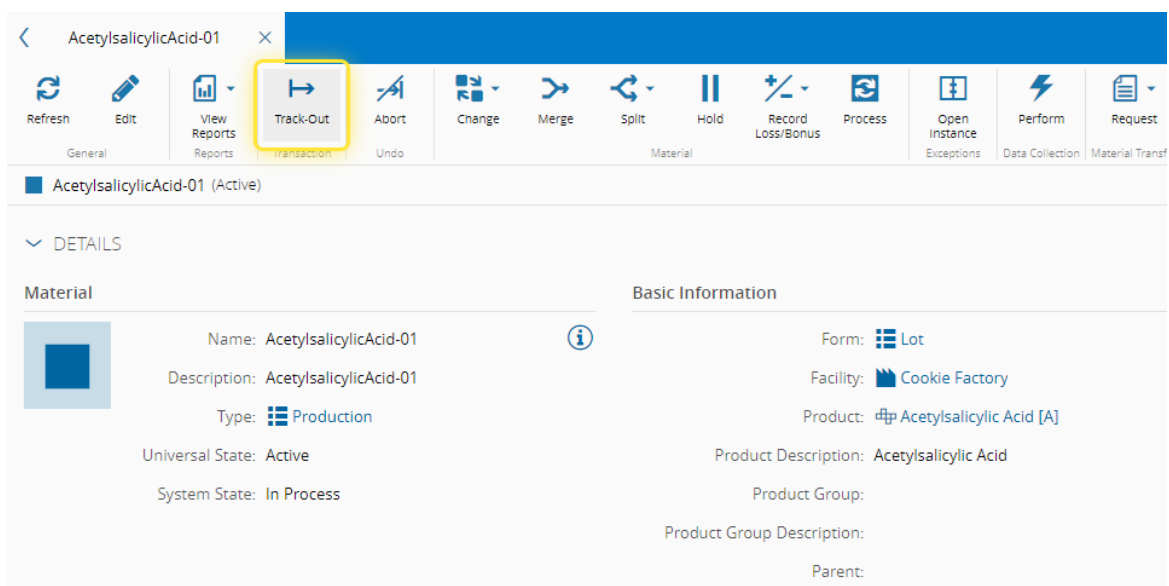 AcetylsalicylicAcid-01
Refresh Edit View Reports Track-Out Abort Change Merge Split Hold Record Loss/Bonus Process Open Instance Perform Request
General Reports Transaction Undo Material Exceptions Data Collection Material Transf
AcetylsalicylicAcid-01 (Active)
DETAILS
Material
Name: AcetylsalicylicAcid-01
Description: AcetylsalicylicAcid-01
Type: Production
Universal State: Active
System State: In Process
Basic Information
Form: Lot
Facility: Cookie Factory
Product: Acetylsalicylic Acid [A]
Product Description: Acetylsalicylic Acid
Product Group:
Product Group Description:
Parent: